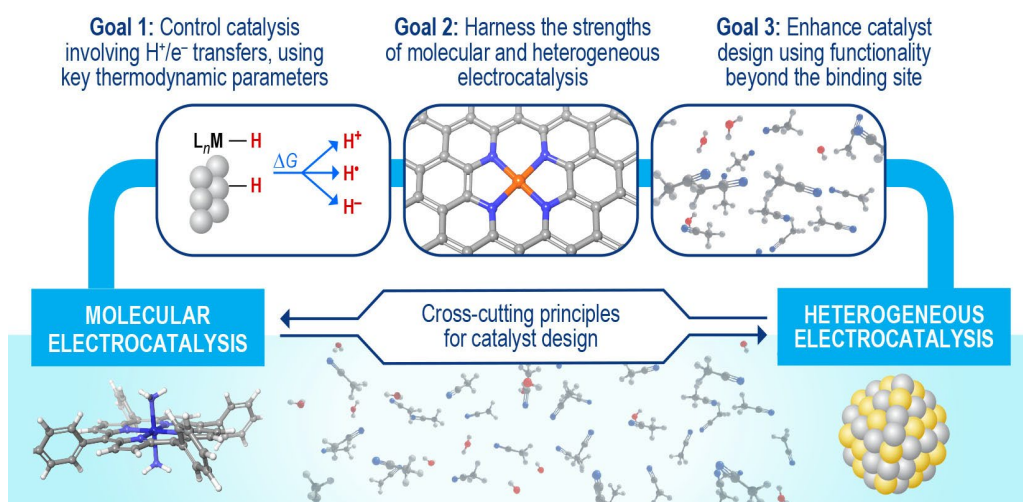 Goal 1: Control catalysis
involving H⁺/e⁻ transfers, using
key thermodynamic parameters
Goal 2: Harness the strengths
of molecular and heterogeneous
electrocatalysis
Goal 3: Enhance catalyst
design using functionality
beyond the binding site
LₙM — H
H
ΔG
H⁺
H•
H⁻
MOLECULAR
ELECTROCATALYSIS
Cross-cutting principles
for catalyst design
HETEROGENEOUS
ELECTROCATALYSIS